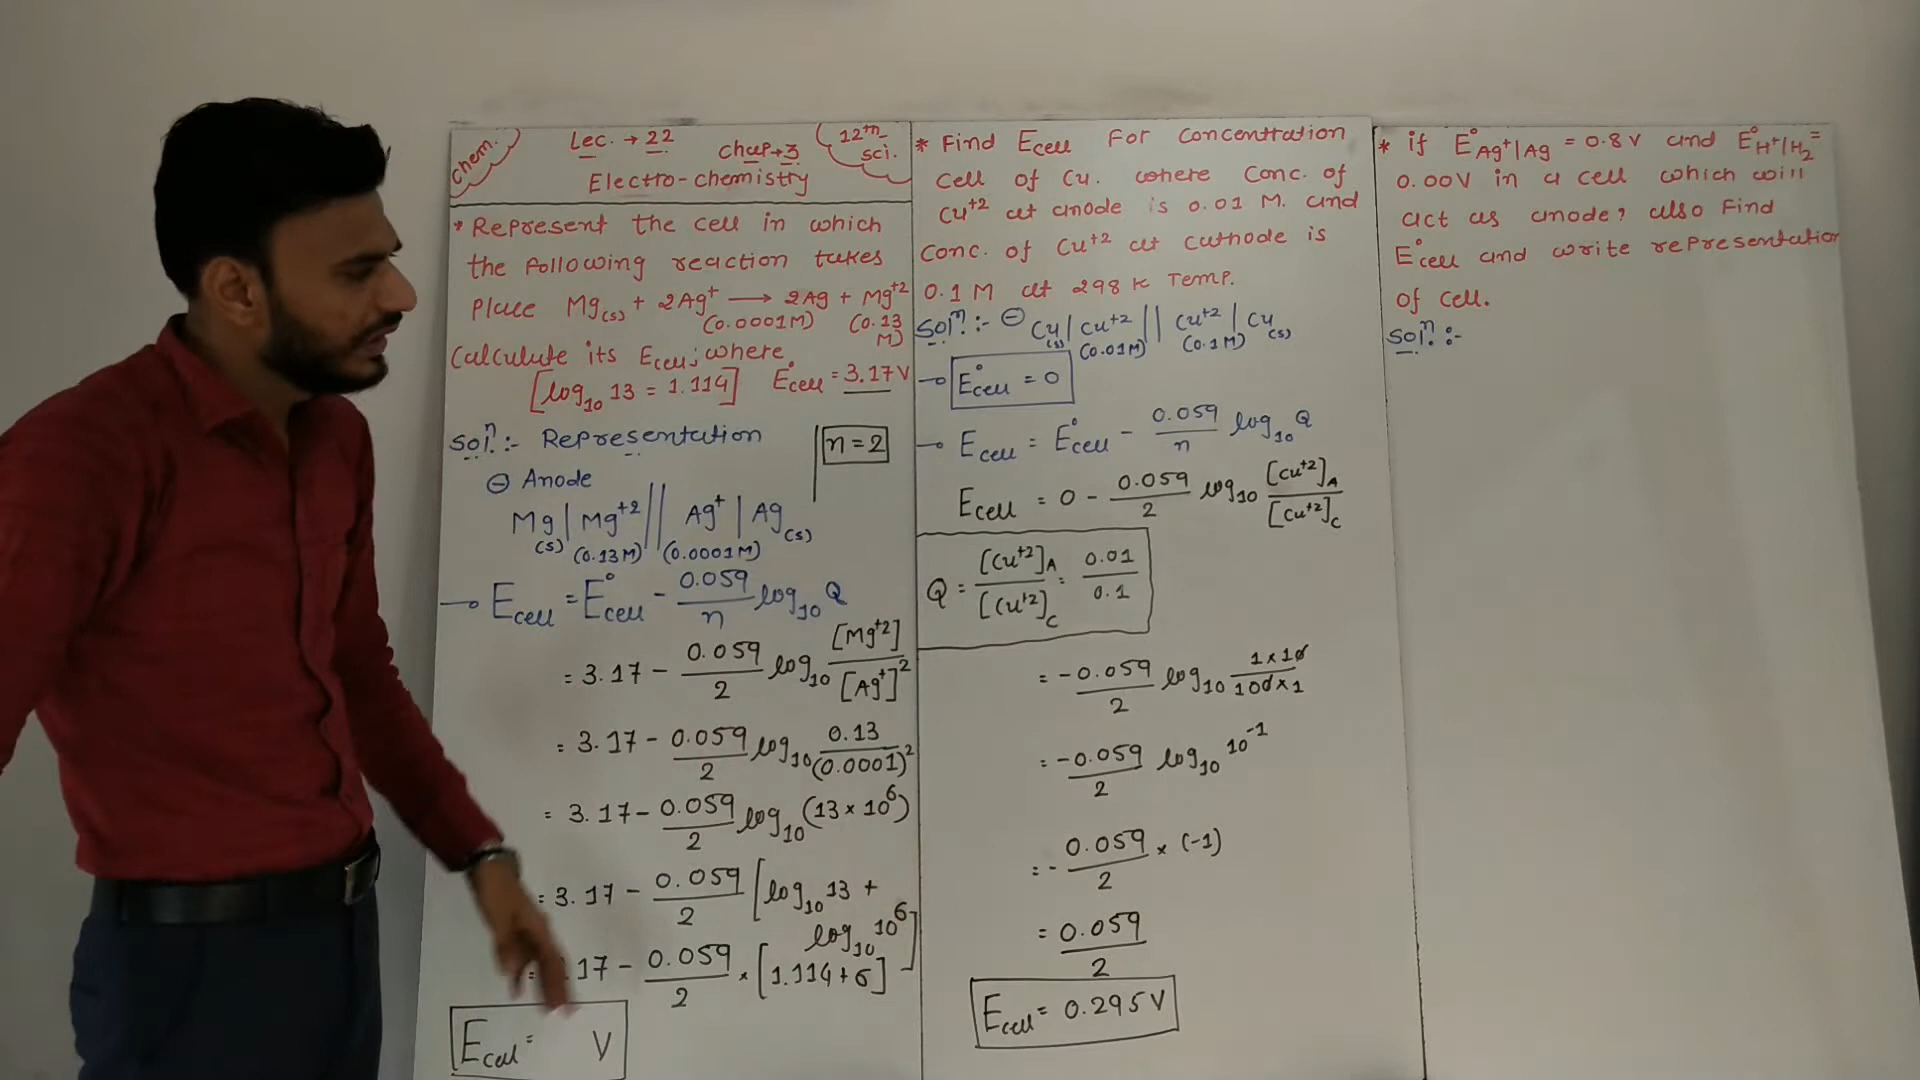 chem.
Lec. → 22
chap→3
12th sci.
Electro-chemistry
* Represent the cell in which
the following reaction takes
place Mg(s) + 2Ag⁺ ⟶ 2Ag + Mg⁺²
(0.0001M) (0.13 M)
calculate its Ecell; where
[log₁₀ 13 = 1.114] E°cell = 3.17V
Solⁿ:- Representation
n=2
⊖ Anode
Mg | Mg⁺² || Ag⁺ | Ag(s)
(s) (0.13M) (0.0001M)
→ Ecell = E°cell - 0.059/n log₁₀ Q
= 3.17 - 0.059/2 log₁₀ [Mg⁺²]/[Ag⁺]²
= 3.17 - 0.059/2 log₁₀ 0.13/(0.0001)²
= 3.17 - 0.059/2 log₁₀ (13 × 10⁶)
= 3.17 - 0.059/2 [log₁₀ 13 +
log₁₀ 10⁶]
= .17 - 0.059/2 × [1.114 + 6]
Ecell = V
* Find Ecell For concentration
cell of Cu. where conc. of
Cu⁺² at anode is 0.01 M. and
conc. of Cu⁺² at cathode is
0.1 M at 298 K Temp.
Solⁿ:- ⊖ Cu | Cu⁺² || Cu⁺² | Cu
(s) (0.01M) (0.1M) (s)
→ E°cell = 0
→ Ecell = E°cell - 0.059/n log₁₀ Q
Ecell = 0 - 0.059/2 log₁₀ [Cu⁺²]A/[Cu⁺²]C
Q = [Cu⁺²]A/[Cu⁺²]C = 0.01/0.1
= -0.059/2 log₁₀ 1×10/100×1
= -0.059/2 log₁₀ 10⁻¹
= - 0.059/2 × (-1)
= 0.059/2
Ecell = 0.295V
* if E°Ag⁺|Ag = 0.8 V and E°H⁺|H₂ =
0.00V in a cell which will
act as anode? also Find
E°cell and write representation
of cell.
Solⁿ:-